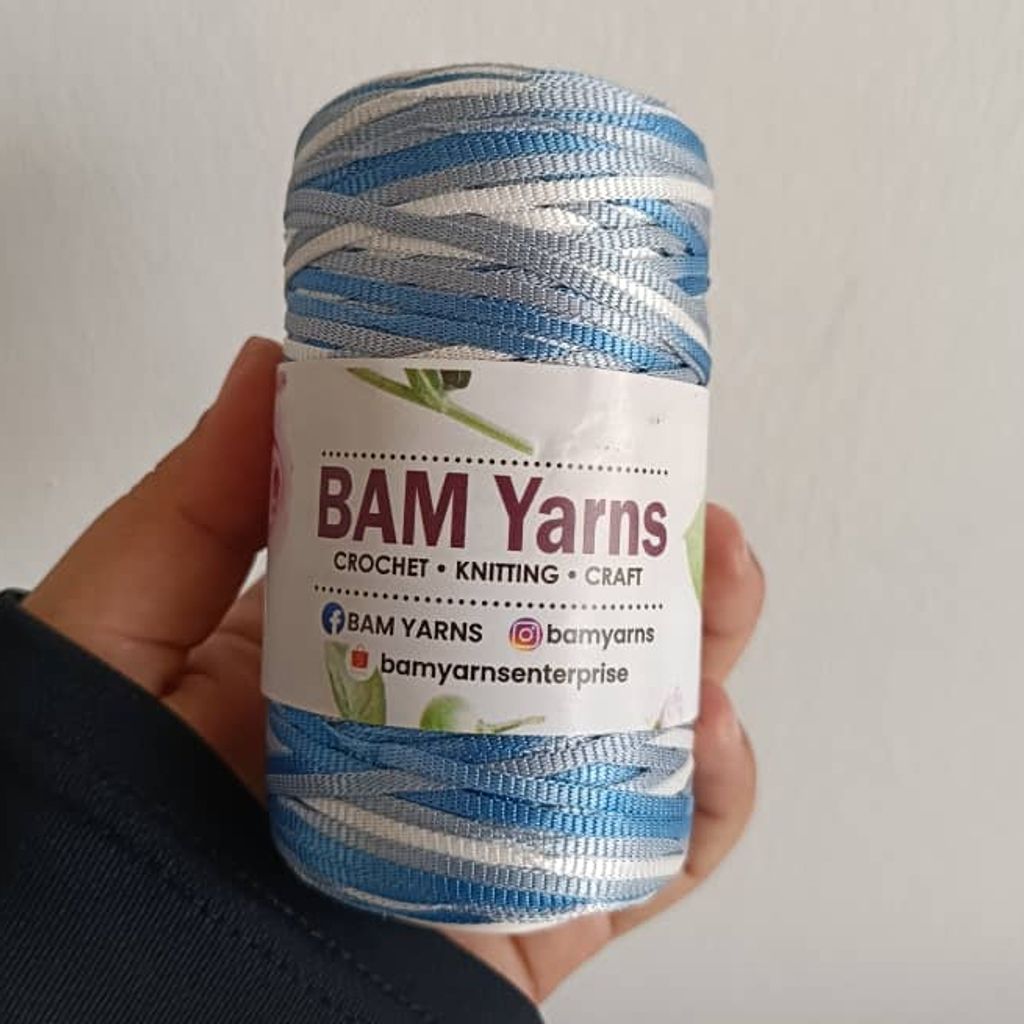 BAM Yarns
CROCHET • KNITTING • CRAFT
BAM YARNS bamyarns
bamyarnsenterprise